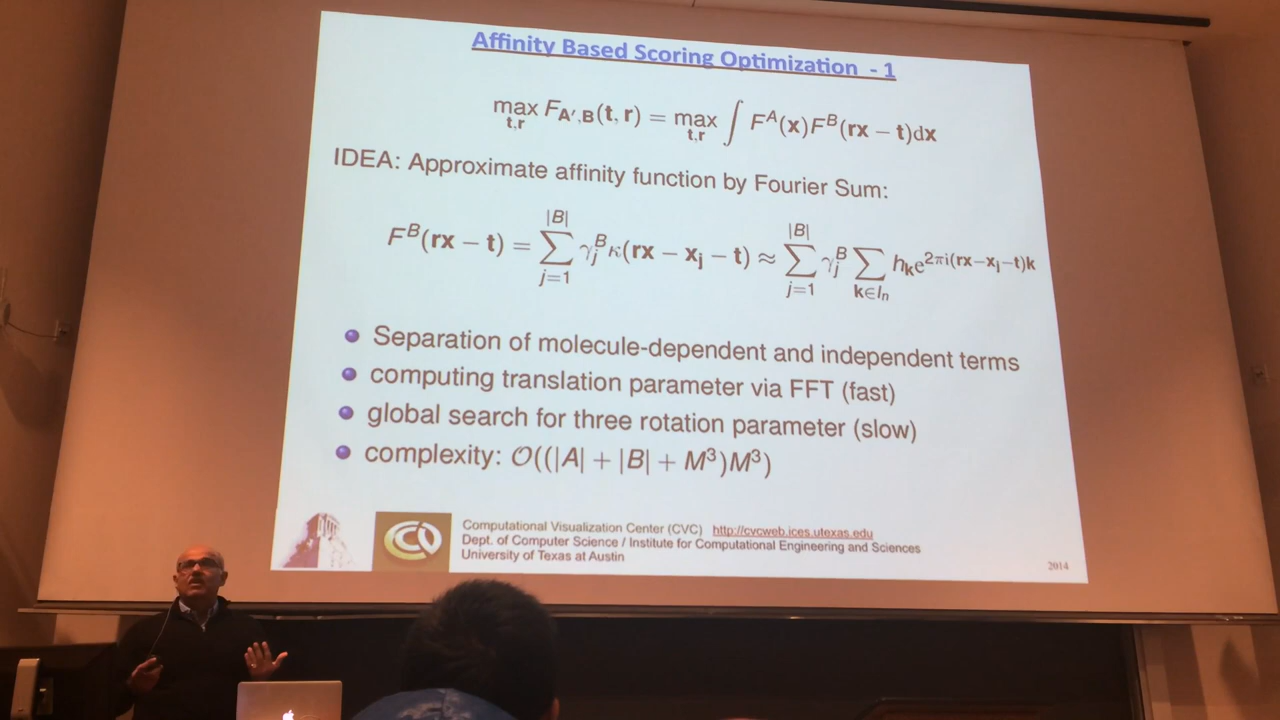 Affinity Based Scoring Optimization - 1
max_{t,r} F_{A',B}(t, r) = max_{t,r} ∫ F^A(x)F^B(rx − t)dx
IDEA: Approximate affinity function by Fourier Sum:
F^B(rx − t) = ∑_{j=1}^{|B|} γ_j^B κ(rx − x_j − t) ≈ ∑_{j=1}^{|B|} γ_j^B ∑_{k∈I_n} h_k e^{2πi(rx−x_j−t)k}
Separation of molecule-dependent and independent terms
computing translation parameter via FFT (fast)
global search for three rotation parameter (slow)
complexity: O((|A| + |B| + M³)M³)
Computational Visualization Center (CVC) http://cvcweb.ices.utexas.edu
Dept. of Computer Science / Institute for Computational Engineering and Sciences
University of Texas at Austin
2014